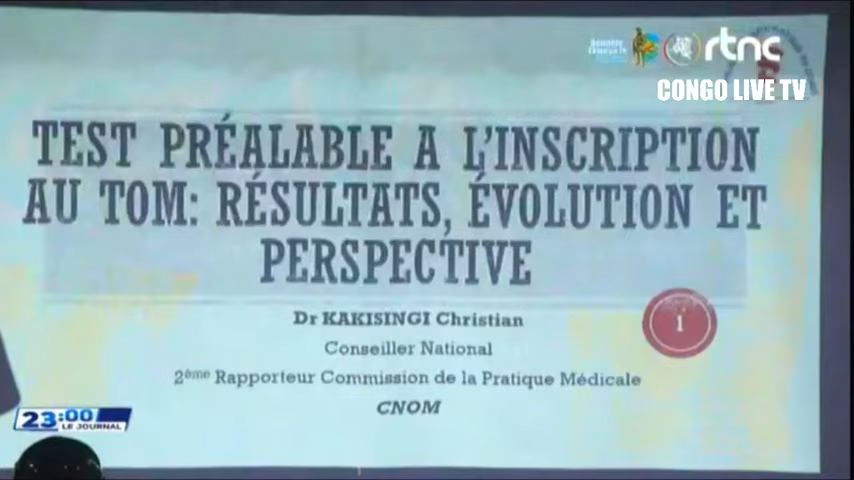 rtnc
CONGO LIVE TV
TEST PRÉALABLE A L'INSCRIPTION
AU TOM: RÉSULTATS, ÉVOLUTION ET
PERSPECTIVE
Dr KAKISINGI Christian
Conseiller National
2ème Rapporteur Commission de la Pratique Médicale
CNOM
1
23:00
LE JOURNAL